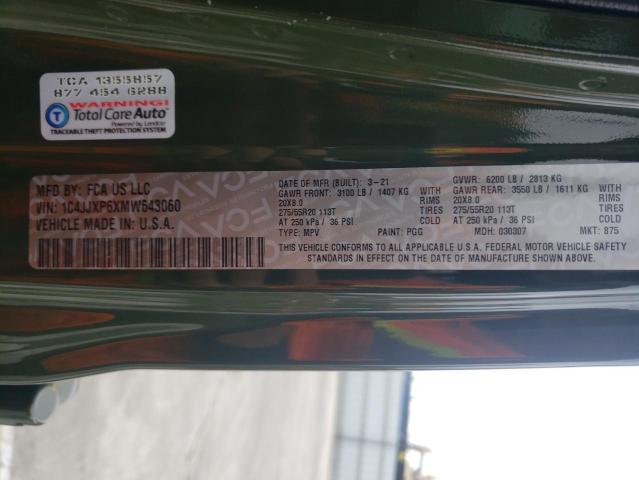 TCA 1355857
877 454 6288
WARNING!
Total Care Auto
Powered by Landcar
TRACEABLE THEFT PROTECTION SYSTEM
MFD BY: FCA US LLC
VIN: 1C4JJXP6XMW643060
VEHICLE MADE IN: U.S.A.
DATE OF MFR (BUILT): 3-21 GVWR: 6200 LB / 2813 KG
GAWR FRONT: 3100 LB / 1407 KG WITH GAWR REAR: 3550 LB / 1611 KG WITH
20X8.0 RIMS 20X8.0 RIMS
275/55R20 113T TIRES 275/55R20 113T TIRES
AT 250 kPa / 36 PSI COLD AT 250 kPa / 36 PSI COLD
TYPE: MPV PAINT: PGG MDH: 030307 MKT: 875
THIS VEHICLE CONFORMS TO ALL APPLICABLE U.S.A. FEDERAL MOTOR VEHICLE SAFETY
STANDARDS IN EFFECT ON THE DATE OF MANUFACTURE SHOWN ABOVE.